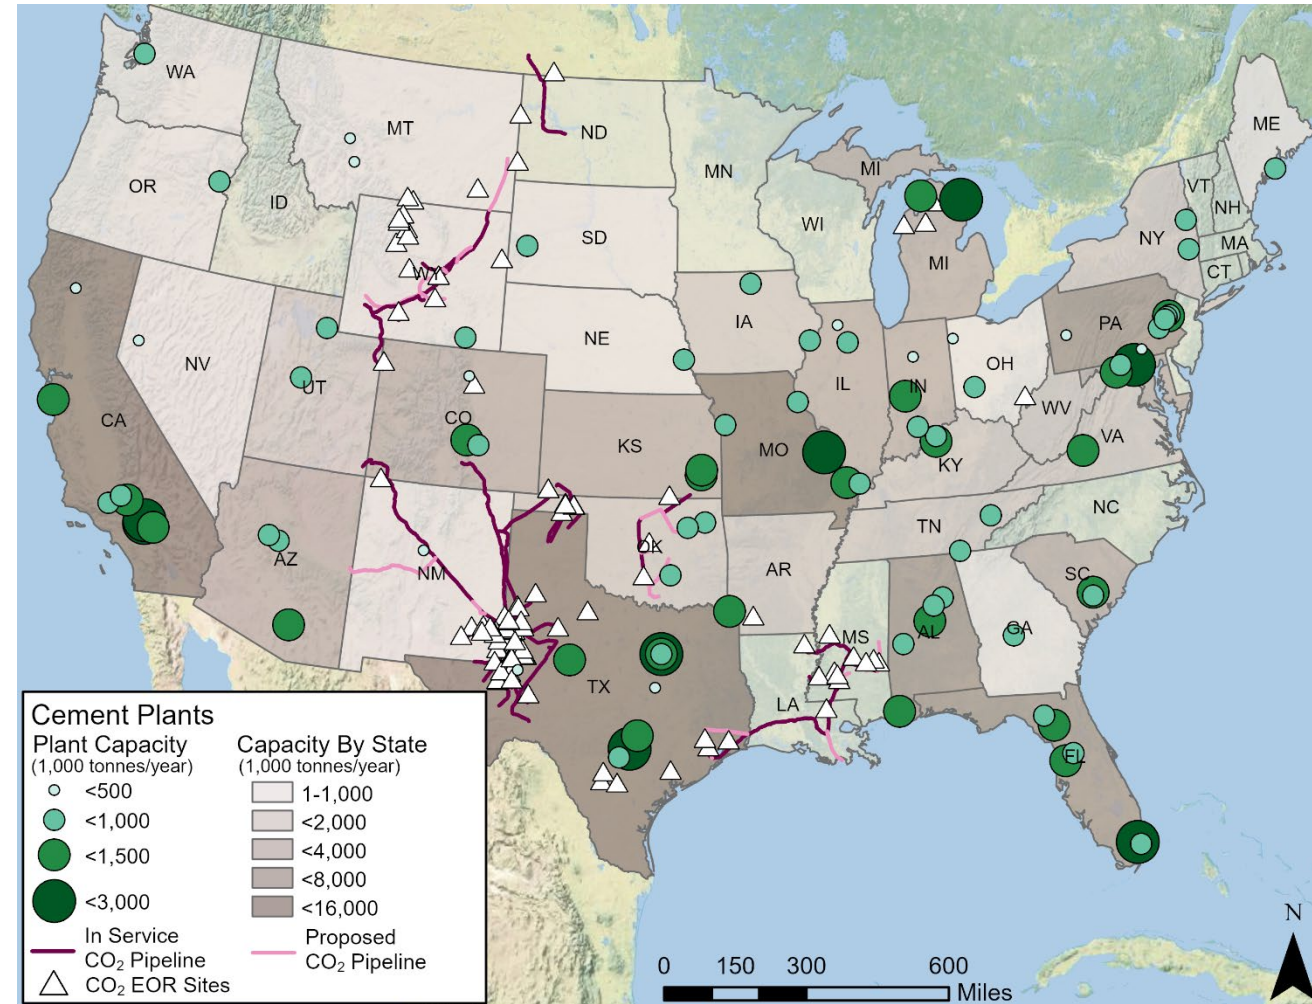 WA
MT
ND
MN
ME
OR
ID
MI
VT
NH
SD
WI
NY
MA
WY
MI
CT
IA
PA
NE
NV
OH
UT
IL
IN
CO
WV
CA
KS
MO
VA
KY
NC
TN
OK
AZ
NM
AR
SC
MS
AL
GA
TX
LA
FL
Cement Plants
Plant Capacity
(1,000 tonnes/year)
<500
<1,000
<1,500
<3,000
In Service
CO2 Pipeline
CO2 EOR Sites
Capacity By State
(1,000 tonnes/year)
1-1,000
<2,000
<4,000
<8,000
<16,000
Proposed
CO2 Pipeline
0 150 300 600
Miles
N